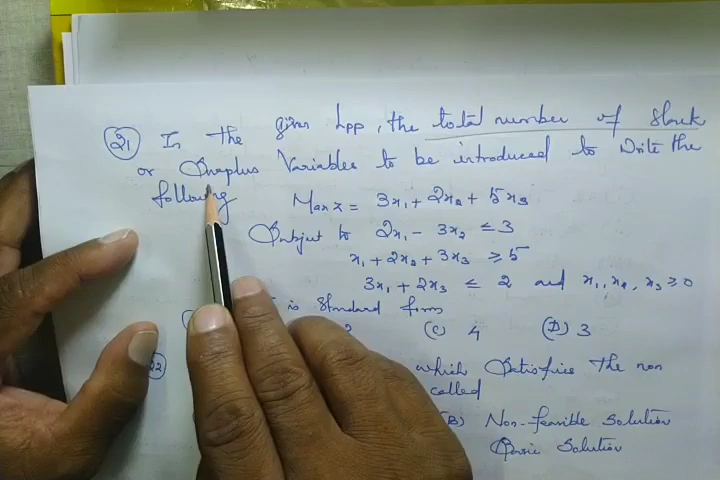 21 In the given Lpp, the total number of Slack
or Surplus Variables to be introduced to Write the
following Max z = 3x₁ + 2x₂ + 5x₃
Subject to 2x₁ - 3x₂ ≤ 3
x₁ + 2x₂ + 3x₃ ≥ 5
3x₁ + 2x₃ ≤ 2 and x₁, x₂, x₃ ≥ 0
is Standard form
2 (C) 4 (D) 3
22 which Satisfies the non
called
(B) Non-feasible Solution
Basic Solution